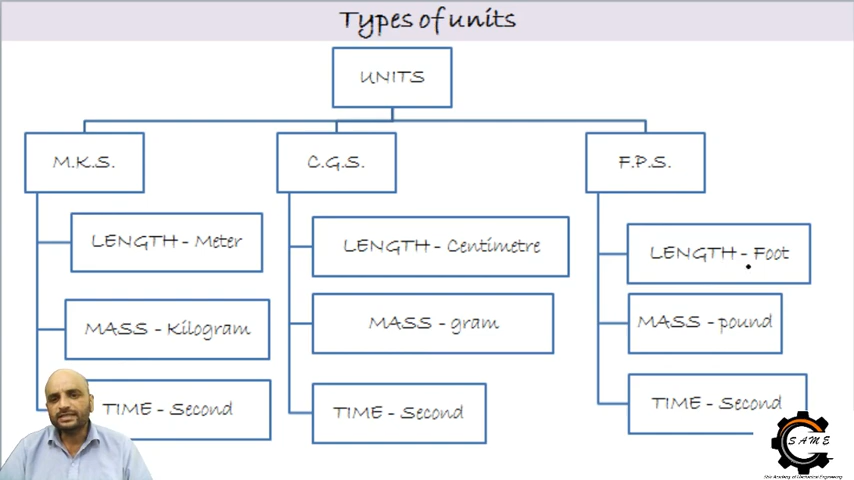 Types of units
UNITS
M.K.S.
C.G.S.
F.P.S.
LENGTH - Meter
MASS - Kilogram
TIME - Second
LENGTH - Centimetre
MASS - gram
TIME - Second
LENGTH - Foot
MASS - pound
TIME - Second
SAME